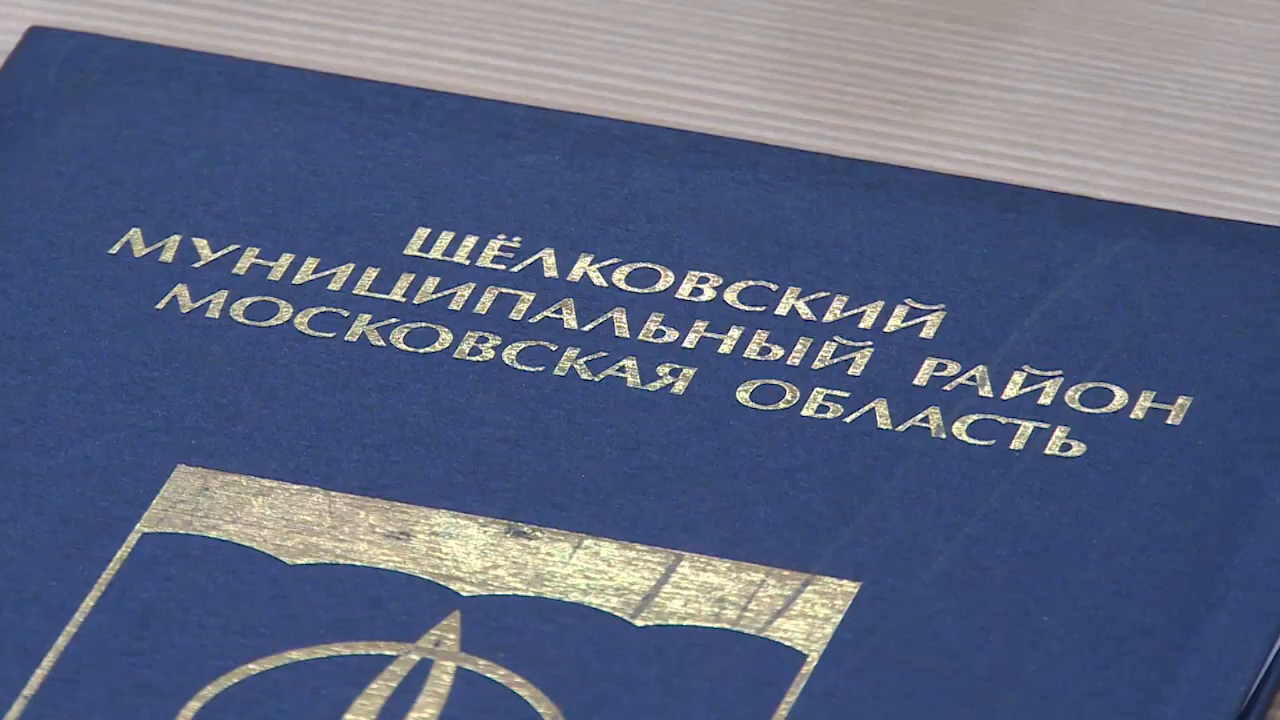 ЩЁЛКОВСКИЙ
МУНИЦИПАЛЬНЫЙ РАЙОН
МОСКОВСКАЯ ОБЛАСТЬ